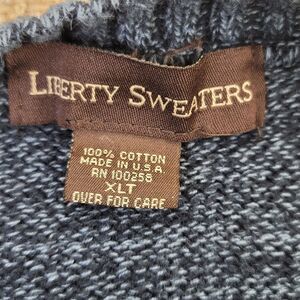 LIBERTY SWEATERS
100% COTTON
MADE IN U.S.A.
RN 100258
XLT
OVER FOR CARE